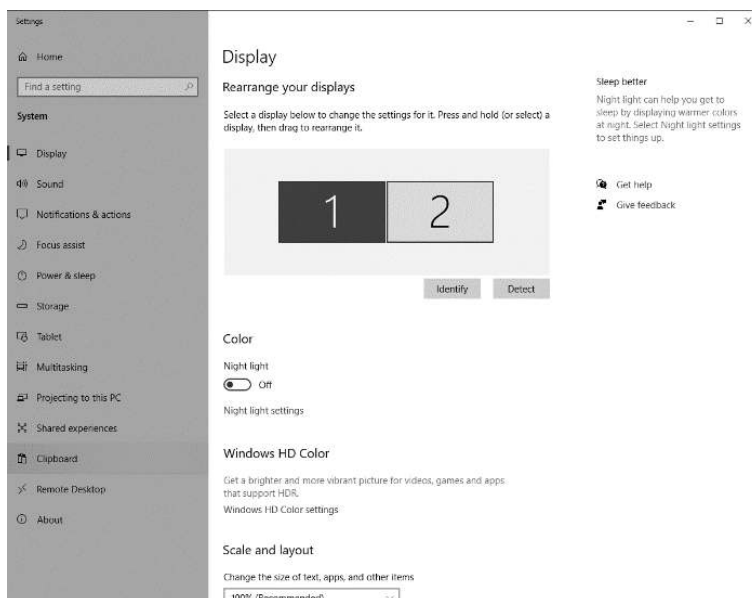 Settings
Home
Find a setting
System
Display
Sound
Notifications & actions
Focus assist
Power & sleep
Storage
Tablet
Multitasking
Projecting to this PC
Shared experiences
Clipboard
Remote Desktop
About
Display
Rearrange your displays
Select a display below to change the settings for it. Press and hold (or select) a
display, then drag to rearrange it.
1 2
Identify Detect
Color
Night light
Off
Night light settings
Windows HD Color
Get a brighter and more vibrant picture for videos, games and apps
that support HDR.
Windows HD Color settings
Scale and layout
Change the size of text, apps, and other items
100% (Recommended)
Sleep better
Night light can help you get to
sleep by displaying warmer colors
at night. Select Night light settings
to set things up.
Get help
Give feedback